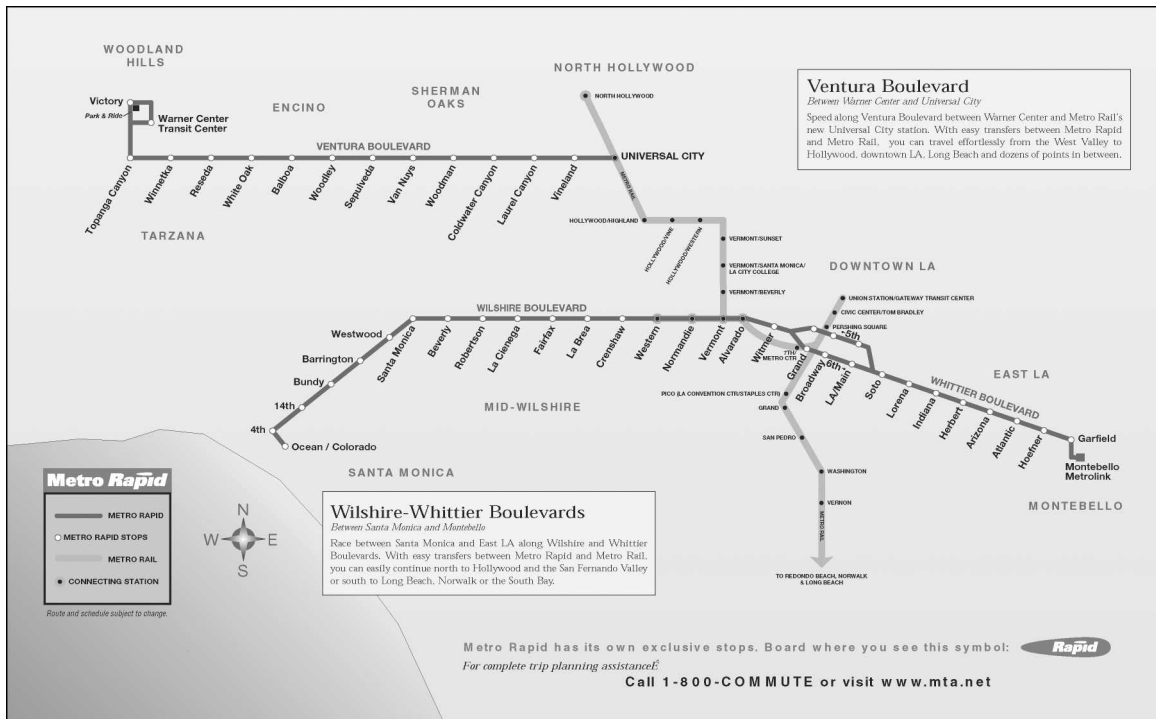 WOODLAND
HILLS
NORTH HOLLYWOOD
SHERMAN
OAKS
ENCINO
Victory
Park & Ride
Warner Center
Transit Center
NORTH HOLLYWOOD
VENTURA BOULEVARD
UNIVERSAL CITY
METRO RAIL
Topanga Canyon
Winnetka
Reseda
White Oak
Balboa
Woodley
Sepulveda
Van Nuys
Woodman
Coldwater Canyon
Laurel Canyon
Vineland
TARZANA
Ventura Boulevard
Between Warner Center and Universal City
Speed along Ventura Boulevard between Warner Center and Metro Rail's
new Universal City station. With easy transfers between Metro Rapid
and Metro Rail, you can travel effortlessly from the West Valley to
Hollywood, downtown LA, Long Beach and dozens of points in between.
HOLLYWOOD/HIGHLAND
HOLLYWOOD/VINE
HOLLYWOOD/WESTERN
VERMONT/SUNSET
VERMONT/SANTA MONICA/
LA CITY COLLEGE
VERMONT/BEVERLY
DOWNTOWN LA
UNION STATION/GATEWAY TRANSIT CENTER
CIVIC CENTER/TOM BRADLEY
PERSHING SQUARE
WILSHIRE BOULEVARD
Westwood
Barrington
Bundy
14th
4th
Ocean / Colorado
Santa Monica
Beverly
Robertson
La Cienega
Fairfax
La Brea
Crenshaw
Western
Normandie
Vermont
Alvarado
Witmer
7TH/
METRO CTR
Grand
Broadway
LA/Main
5th
6th
Soto
Lorena
Indiana
Herbert
Arizona
Atlantic
Hoefner
Garfield
Montebello
Metrolink
WHITTIER BOULEVARD
EAST LA
MONTEBELLO
MID-WILSHIRE
SANTA MONICA
PICO (LA CONVENTION CTR/STAPLES CTR)
GRAND
SAN PEDRO
WASHINGTON
VERNON
METRO RAIL
TO REDONDO BEACH, NORWALK
& LONG BEACH
Metro Rapid
METRO RAPID
METRO RAPID STOPS
METRO RAIL
CONNECTING STATION
Route and schedule subject to change.
N
W
E
S
Wilshire-Whittier Boulevards
Between Santa Monica and Montebello
Race between Santa Monica and East LA along Wilshire and Whittier
Boulevards. With easy transfers between Metro Rapid and Metro Rail,
you can easily continue north to Hollywood and the San Fernando Valley
or south to Long Beach, Norwalk or the South Bay.
Metro Rapid has its own exclusive stops. Board where you see this symbol:
Rapid
For complete trip planning assistanceÉ
Call 1-800-COMMUTE or visit www.mta.net